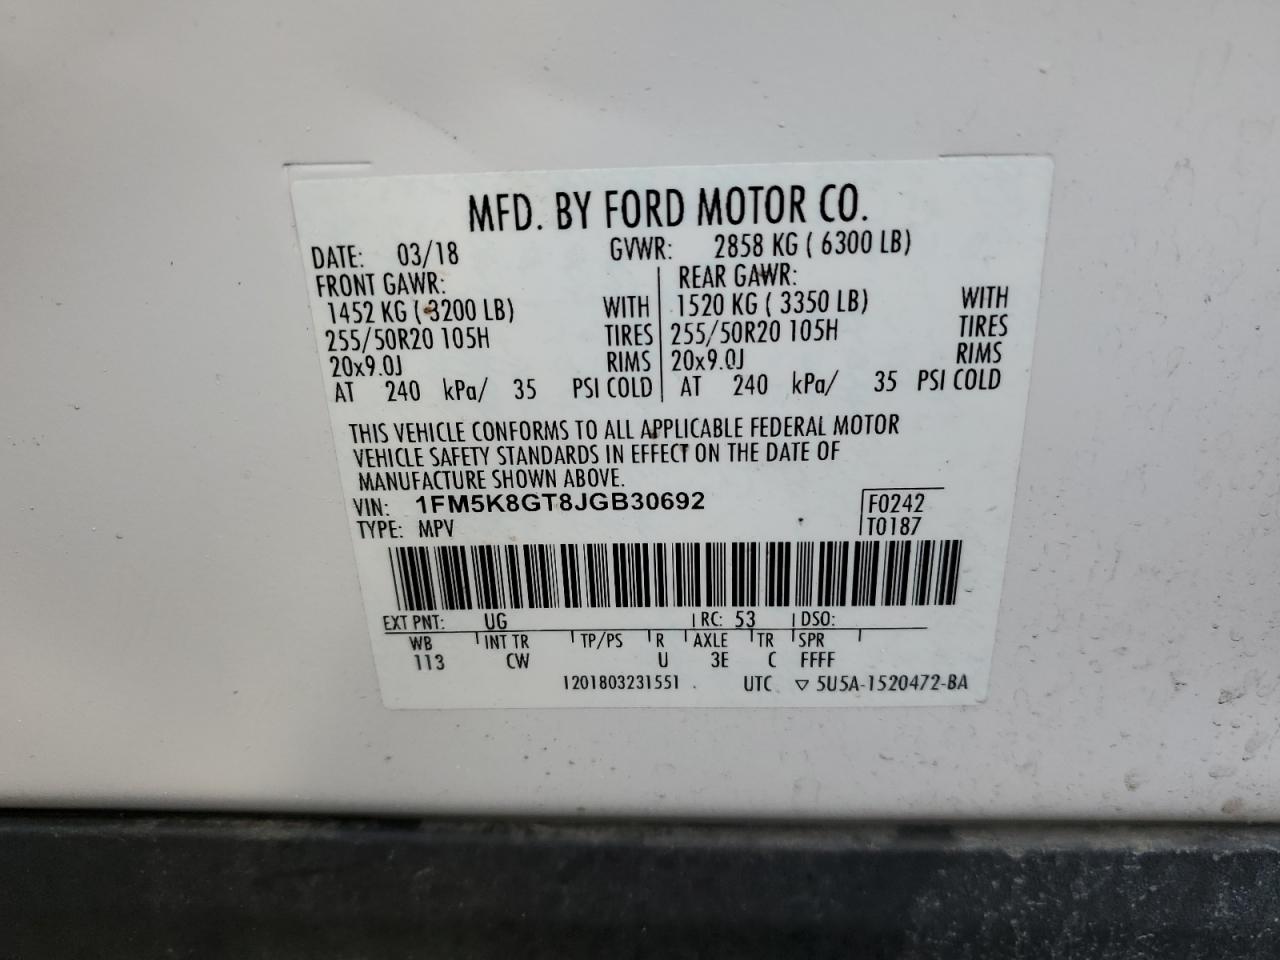 MFD. BY FORD MOTOR CO.
DATE: 03/18 GVWR: 2858 KG ( 6300 LB)
FRONT GAWR: REAR GAWR:
1452 KG ( 3200 LB) WITH 1520 KG ( 3350 LB) WITH
255/50R20 105H TIRES 255/50R20 105H TIRES
20x9.0J RIMS 20x9.0J RIMS
AT 240 kPa/ 35 PSI COLD AT 240 kPa/ 35 PSI COLD
THIS VEHICLE CONFORMS TO ALL APPLICABLE FEDERAL MOTOR
VEHICLE SAFETY STANDARDS IN EFFECT ON THE DATE OF
MANUFACTURE SHOWN ABOVE.
VIN: 1FM5K8GT8JGB30692 F0242
TYPE: MPV T0187
EXT PNT: UG RC: 53 DSO:
WB INT TR TP/PS R AXLE TR SPR
113 CW U 3E C FFFF
1201803231551 UTC ▽ 5U5A-1520472-BA